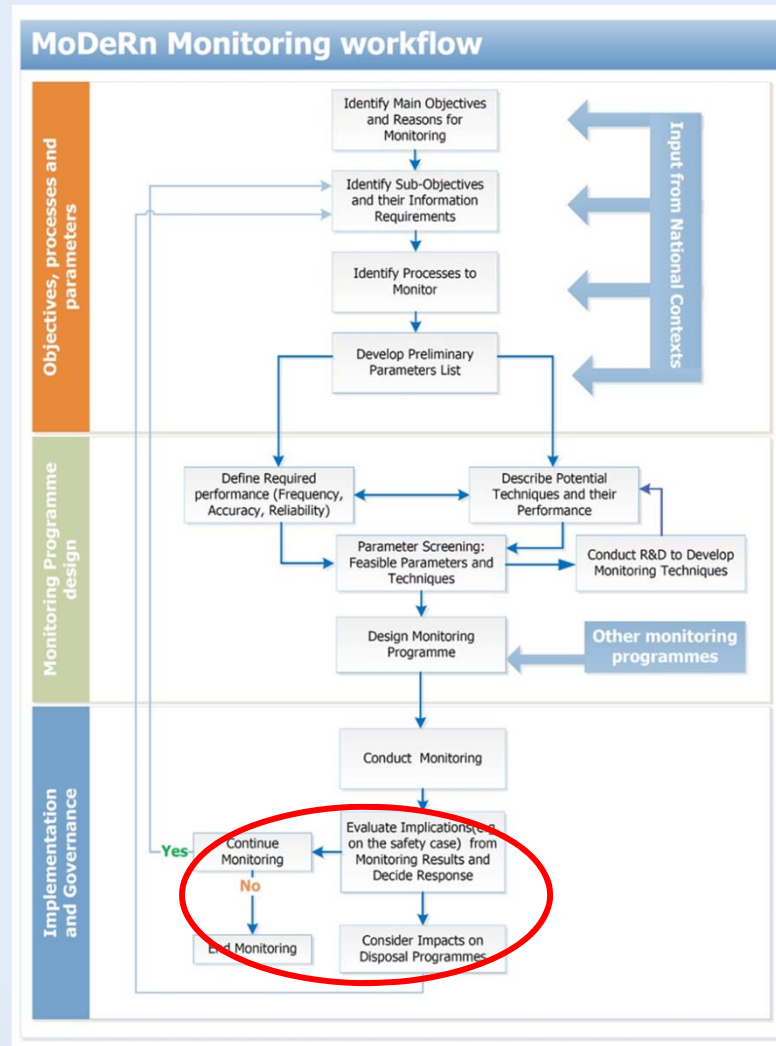 MoDeRn Monitoring workflow
Objectives, processes and
parameters
Identify Main Objectives
and Reasons for
Monitoring
Identify Sub-Objectives
and their Information
Requirements
Identify Processes to
Monitor
Develop Preliminary
Parameters List
Input from National Contexts
Monitoring Programme
design
Define Required
performance (Frequency,
Accuracy, Reliability)
Describe Potential
Techniques and their
Performance
Parameter Screening:
Feasible Parameters and
Techniques
Conduct R&D to Develop
Monitoring Techniques
Design Monitoring
Programme
Other monitoring
programmes
Implementation
and Governance
Conduct Monitoring
Evaluate Implications(e.g
on the safety case) from
Monitoring Results and
Decide Response
Continue
Monitoring
Yes
No
End Monitoring
Consider Impacts on
Disposal Programmes